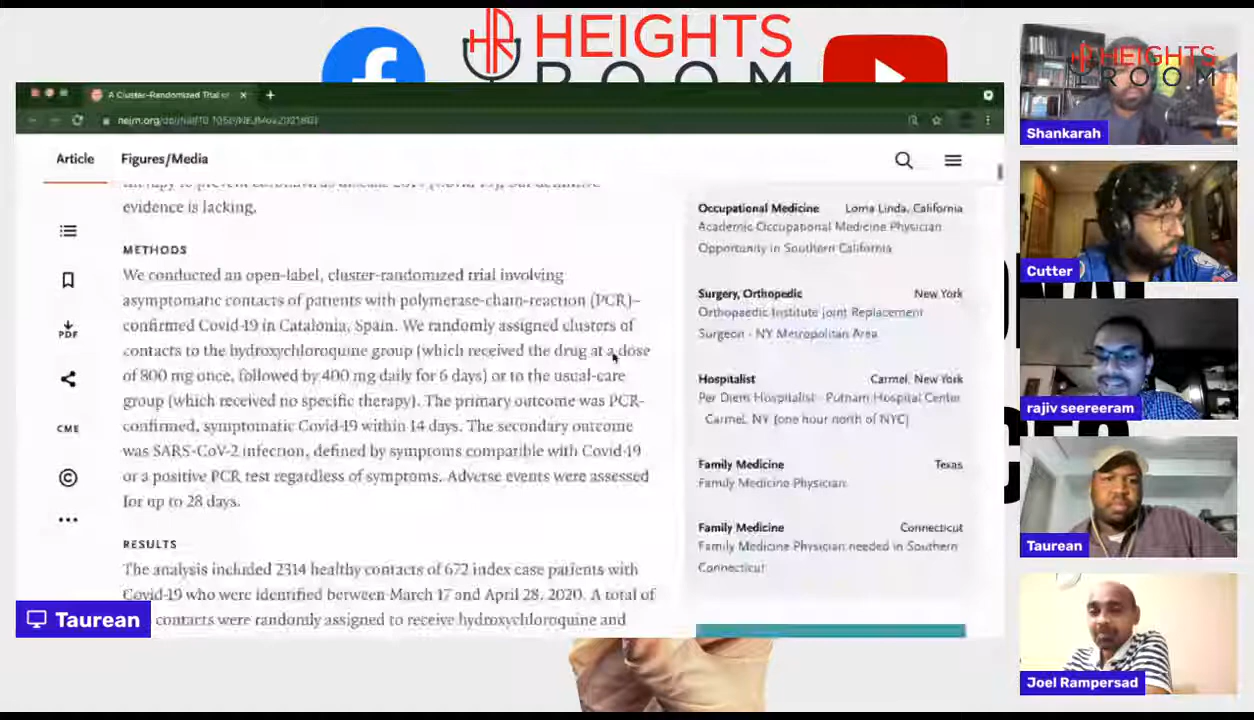 HEIGHTS
ROOM
A Cluster-Randomized Trial of
Article
Figures/Media
evidence is lacking.
METHODS
We conducted an open-label, cluster-randomized trial involving
asymptomatic contacts of patients with polymerase-chain-reaction (PCR)–
confirmed Covid-19 in Catalonia, Spain. We randomly assigned clusters of
contacts to the hydroxychloroquine group (which received the drug at a dose
of 800 mg once, followed by 400 mg daily for 6 days) or to the usual-care
group (which received no specific therapy). The primary outcome was PCR-
confirmed, symptomatic Covid-19 within 14 days. The secondary outcome
was SARS-CoV-2 infection, defined by symptoms compatible with Covid-19
or a positive PCR test regardless of symptoms. Adverse events were assessed
for up to 28 days.
RESULTS
The analysis included 2314 healthy contacts of 672 index case patients with
Covid-19 who were identified between March 17 and April 28, 2020. A total of
contacts were randomly assigned to receive hydroxychloroquine and
PDF
CME
Occupational Medicine Loma Linda, California
Academic Occupational Medicine Physician
Opportunity in Southern California
Surgery, Orthopedic New York
Orthopaedic Institute Joint Replacement
Surgeon - NY Metropolitan Area
Hospitalist Carmel, New York
Per Diem Hospitalist - Putnam Hospital Center
Carmel, NY (one hour north of NYC)
Family Medicine Texas
Family Medicine Physician
Family Medicine Connecticut
Family Medicine Physician needed in Southern
Connecticut
Taurean
HEIGHTS
ROOM
Shankarah
Cutter
rajiv seereeram
Taurean
Joel Rampersad